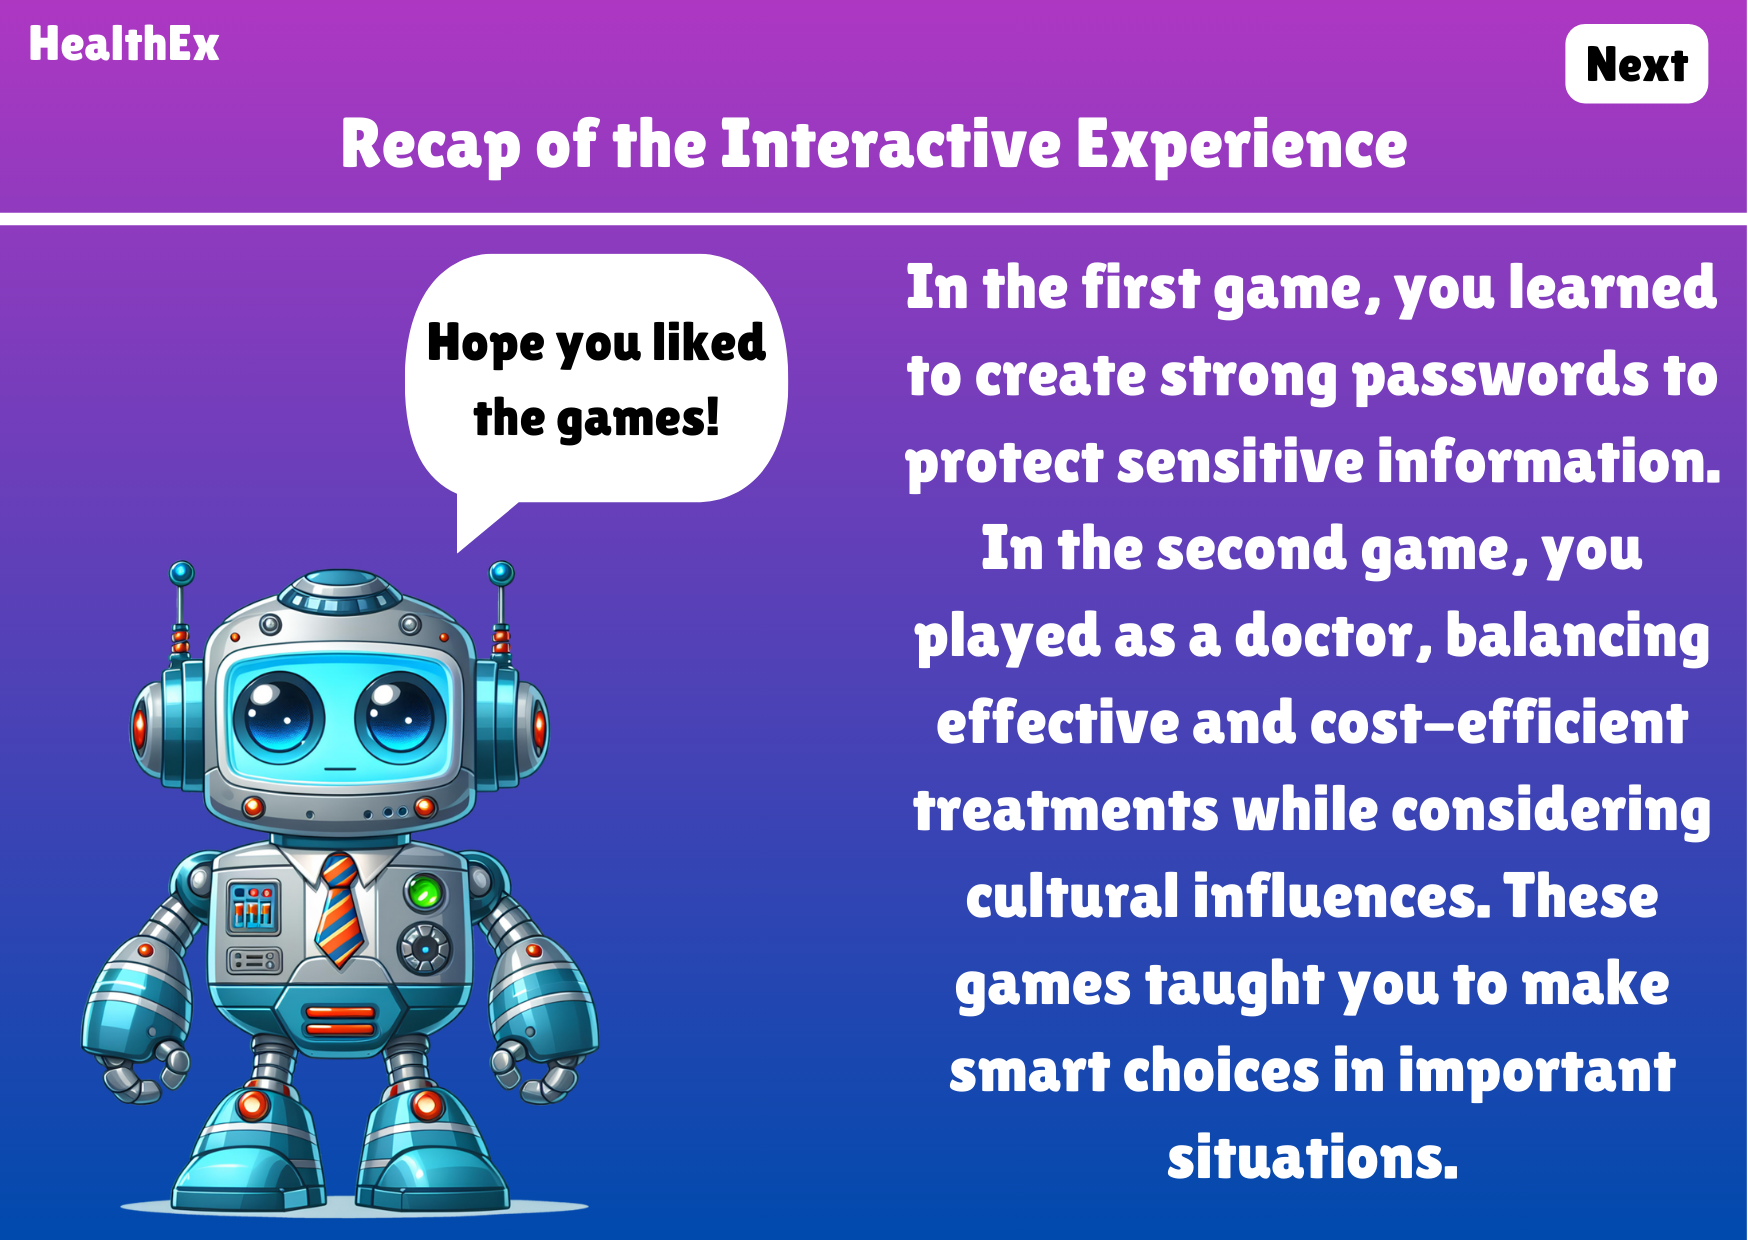 HealthEx
Next
Recap of the Interactive Experience
Hope you liked
the games!
In the first game, you learned
to create strong passwords to
protect sensitive information.
In the second game, you
played as a doctor, balancing
effective and cost-efficient
treatments while considering
cultural influences. These
games taught you to make
smart choices in important
situations.